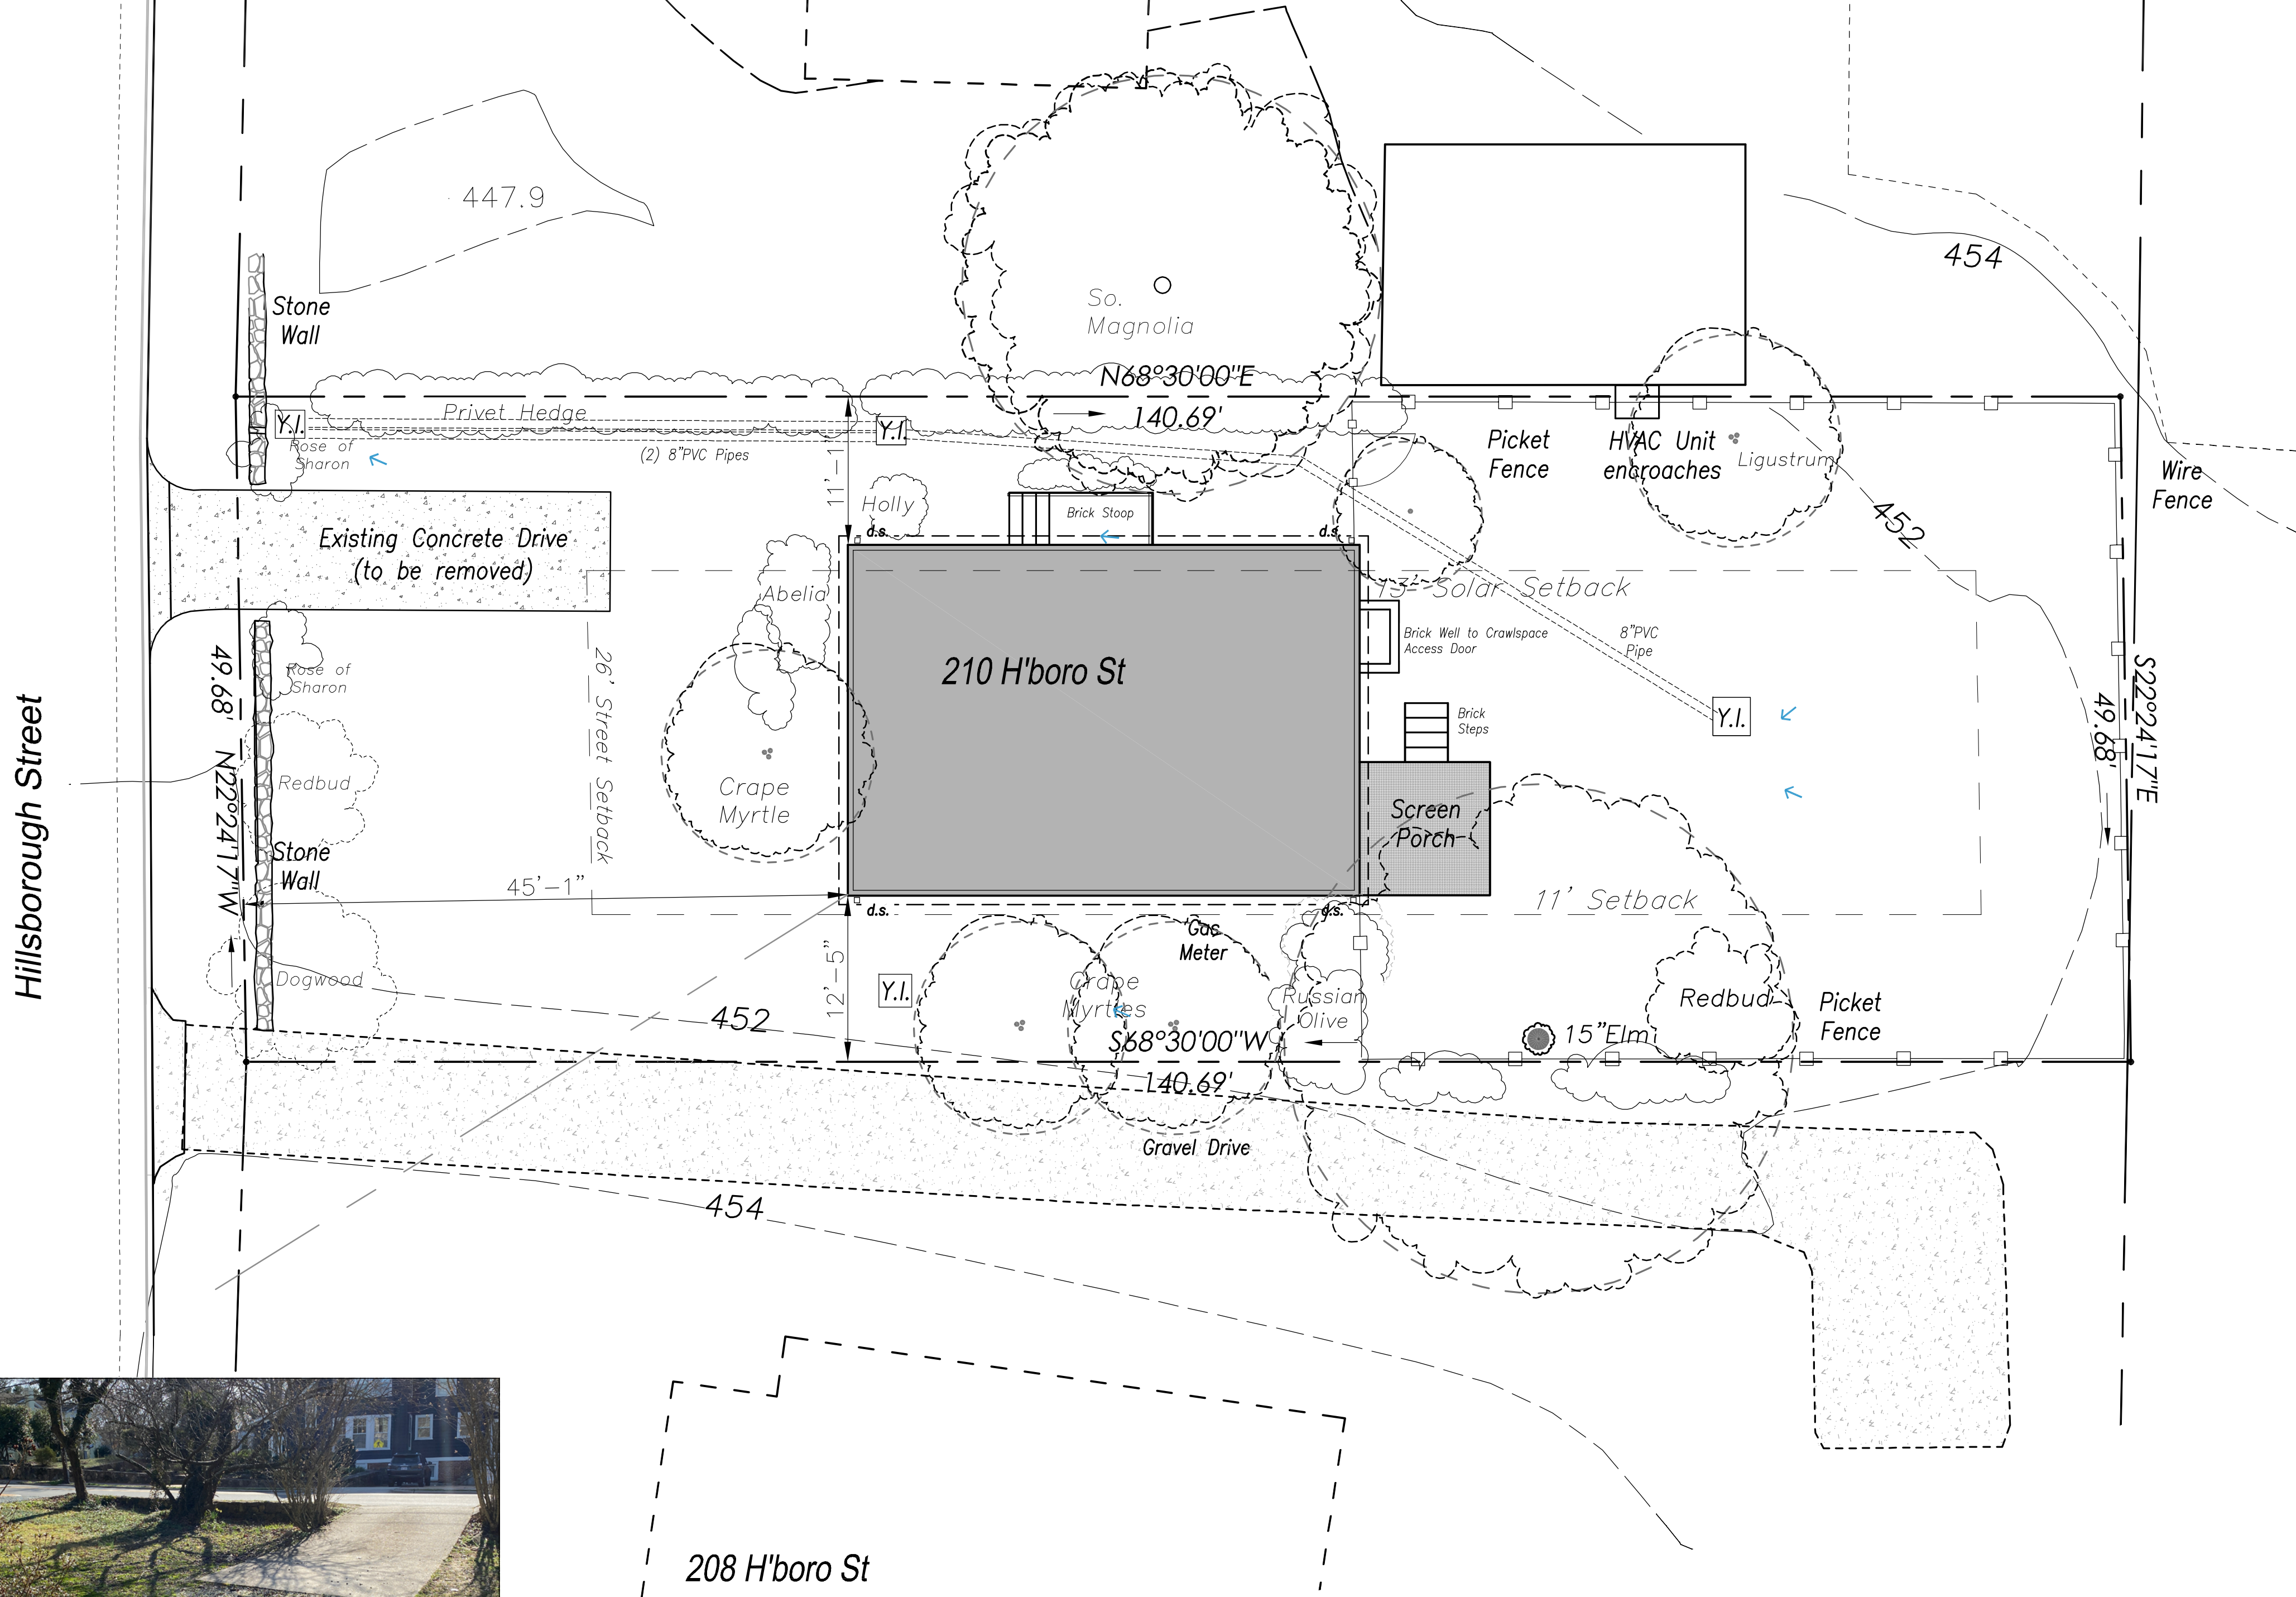 447.9
454
Stone
Wall
So.
Magnolia
N68°30'00"E
140.69'
Privet Hedge
Y.I.
Y.I.
Rose of
Sharon
(2) 8"PVC Pipes
11'-1"
Picket
Fence
HVAC Unit
encroaches
Ligustrum
Wire
Fence
452
Holly
Brick Stoop
d.s.
d.s.
Existing Concrete Drive
(to be removed)
Abelia
Solar Setback
Brick Well to Crawlspace
Access Door
8"PVC
Pipe
210 H'boro St
Rose of
Sharon
49.68' N22°24'17"W
26' Street Setback
S22°24'17"E
49.68'
Y.I.
Brick
Steps
Hillsborough Street
Redbud
Crape
Myrtle
Screen
Porch
Stone
Wall
45'-1"
11' Setback
d.s.
d.s.
Gas
Meter
12'-5"
Dogwood
Y.I.
Crape
Myrtles
Russian
Olive
Redbud
Picket
Fence
452
S68°30'00"W
15"Elm
140.69'
Gravel Drive
454
208 H'boro St